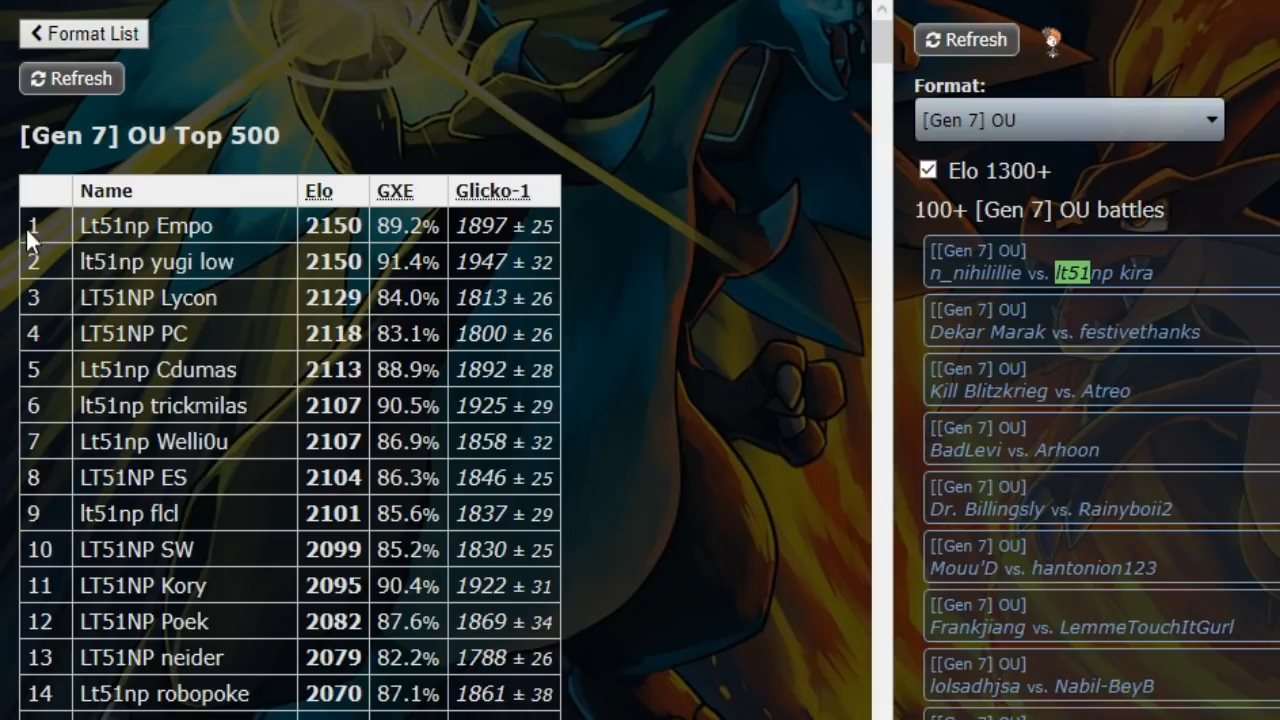 Format List
Refresh
[Gen 7] OU Top 500
Name Elo GXE Glicko-1
1 Lt51np Empo 2150 89.2% 1897 ± 25
2 lt51np yugi low 2150 91.4% 1947 ± 32
3 LT51NP Lycon 2129 84.0% 1813 ± 26
4 LT51NP PC 2118 83.1% 1800 ± 26
5 Lt51np Cdumas 2113 88.9% 1892 ± 28
6 lt51np trickmilas 2107 90.5% 1925 ± 29
7 Lt51np Welli0u 2107 86.9% 1858 ± 32
8 LT51NP ES 2104 86.3% 1846 ± 25
9 lt51np flcl 2101 85.6% 1837 ± 29
10 LT51NP SW 2099 85.2% 1830 ± 25
11 LT51NP Kory 2095 90.4% 1922 ± 31
12 LT51NP Poek 2082 87.6% 1869 ± 34
13 LT51NP neider 2079 82.2% 1788 ± 26
14 Lt51np robopoke 2070 87.1% 1861 ± 38
Refresh
Format:
[Gen 7] OU
Elo 1300+
100+ [Gen 7] OU battles
[[Gen 7] OU]
n_nihilillie vs. lt51np kira
[[Gen 7] OU]
Dekar Marak vs. festivethanks
[[Gen 7] OU]
Kill Blitzkrieg vs. Atreo
[[Gen 7] OU]
BadLevi vs. Arhoon
[[Gen 7] OU]
Dr. Billingsly vs. Rainyboii2
[[Gen 7] OU]
Mouu'D vs. hantonion123
[[Gen 7] OU]
Frankjiang vs. LemmeTouchItGurl
[[Gen 7] OU]
lolsadhjsa vs. Nabil-BeyB